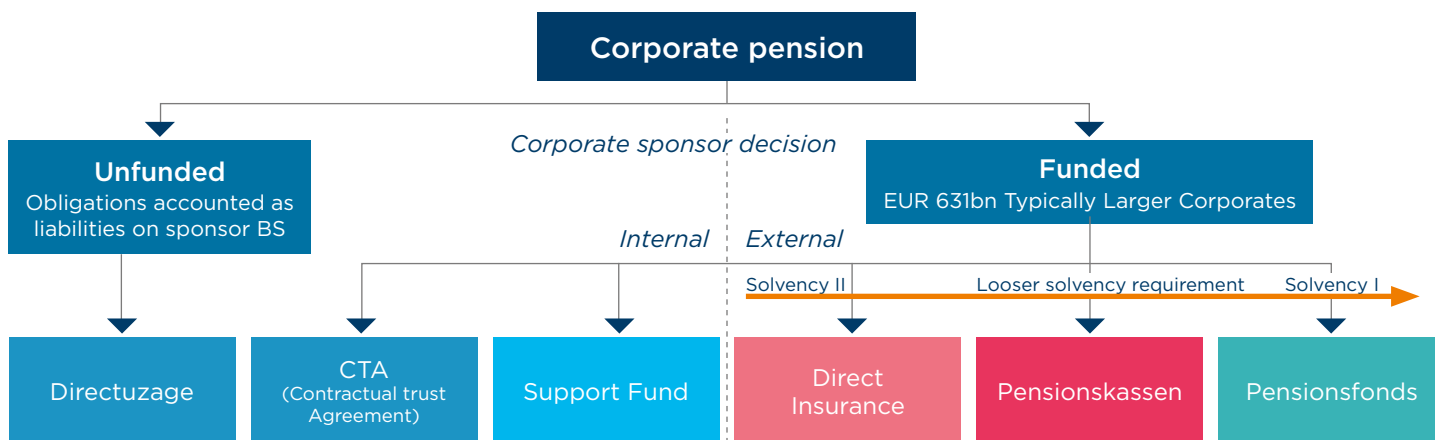 Corporate pension
Corporate sponsor decision
Unfunded
Obligations accounted as
liabilities on sponsor BS
Funded
EUR 631bn Typically Larger Corporates
Internal
External
Solvency II
Looser solvency requirement
Solvency I
Directuzage
CTA
(Contractual trust
Agreement)
Support Fund
Direct
Insurance
Pensionskassen
Pensionsfonds